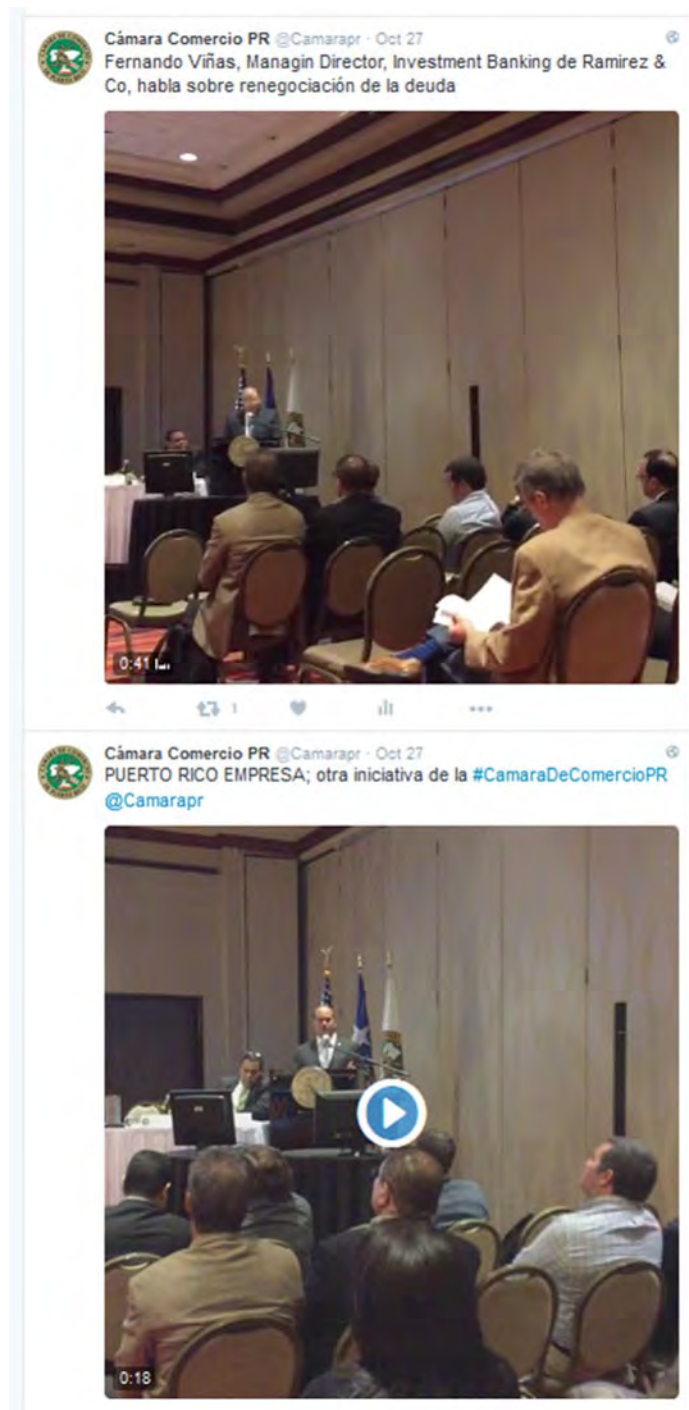 Cámara Comercio PR @Camarapr · Oct 27
Fernando Viñas, Managin Director, Investment Banking de Ramirez &
Co, habla sobre renegociación de la deuda
0:41
1
Cámara Comercio PR @Camarapr · Oct 27
PUERTO RICO EMPRESA; otra iniciativa de la #CamaraDeComercioPR
@Camarapr
0:18